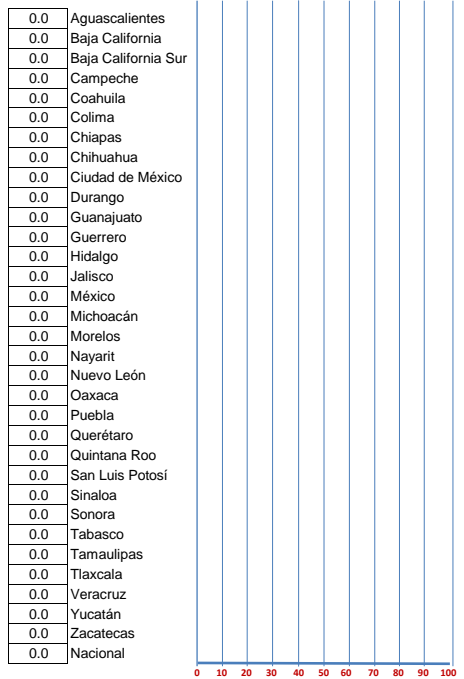 0.0 Aguascalientes
0.0 Baja California
0.0 Baja California Sur
0.0 Campeche
0.0 Coahuila
0.0 Colima
0.0 Chiapas
0.0 Chihuahua
0.0 Ciudad de México
0.0 Durango
0.0 Guanajuato
0.0 Guerrero
0.0 Hidalgo
0.0 Jalisco
0.0 México
0.0 Michoacán
0.0 Morelos
0.0 Nayarit
0.0 Nuevo León
0.0 Oaxaca
0.0 Puebla
0.0 Querétaro
0.0 Quintana Roo
0.0 San Luis Potosí
0.0 Sinaloa
0.0 Sonora
0.0 Tabasco
0.0 Tamaulipas
0.0 Tlaxcala
0.0 Veracruz
0.0 Yucatán
0.0 Zacatecas
0.0 Nacional
0 10 20 30 40 50 60 70 80 90 100